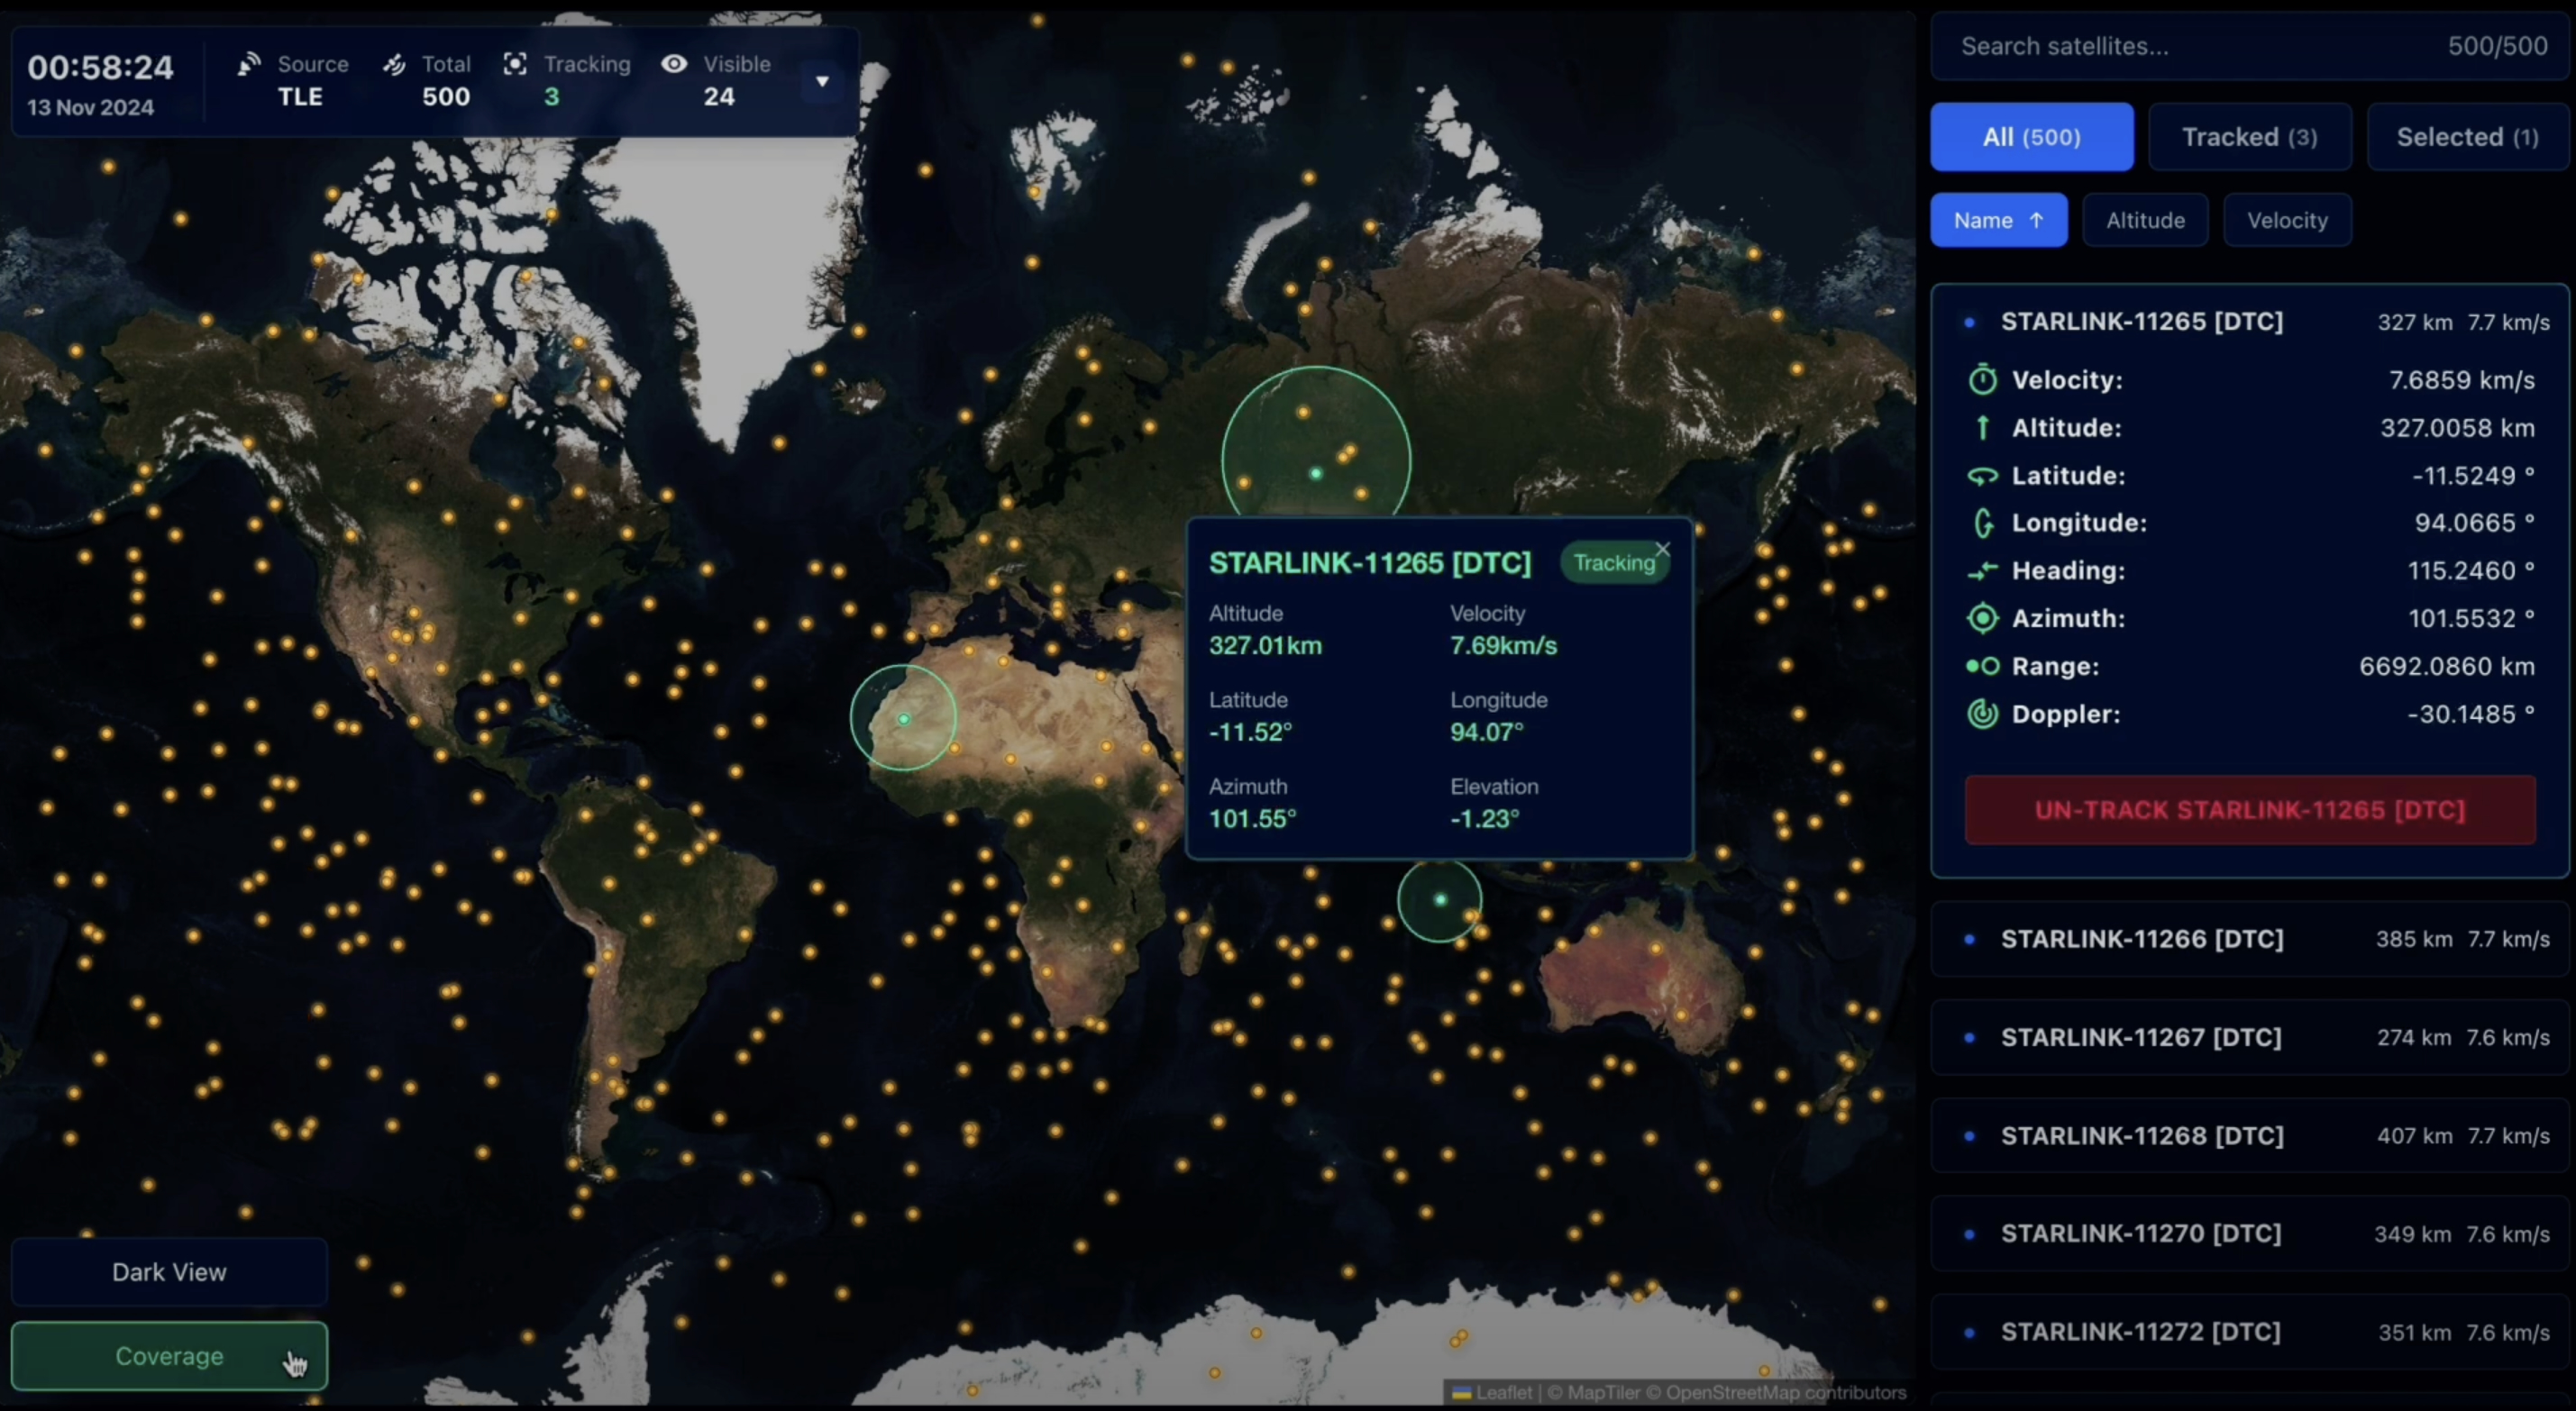 00:58:24
13 Nov 2024
Source
TLE
Total
500
Tracking
3
Visible
24
Search satellites...
500/500
All (500)
Tracked (3)
Selected (1)
Name ↑
Altitude
Velocity
STARLINK-11265 [DTC] 327 km 7.7 km/s
Velocity: 7.6859 km/s
Altitude: 327.0058 km
Latitude: -11.5249 °
Longitude: 94.0665 °
Heading: 115.2460 °
Azimuth: 101.5532 °
Range: 6692.0860 km
Doppler: -30.1485 °
UN-TRACK STARLINK-11265 [DTC]
STARLINK-11266 [DTC] 385 km 7.7 km/s
STARLINK-11267 [DTC] 274 km 7.6 km/s
STARLINK-11268 [DTC] 407 km 7.7 km/s
STARLINK-11270 [DTC] 349 km 7.6 km/s
STARLINK-11272 [DTC] 351 km 7.6 km/s
STARLINK-11265 [DTC]
Tracking
Altitude Velocity
327.01km 7.69km/s
Latitude Longitude
-11.52° 94.07°
Azimuth Elevation
101.55° -1.23°
Dark View
Coverage
Leaflet | © MapTiler © OpenStreetMap contributors